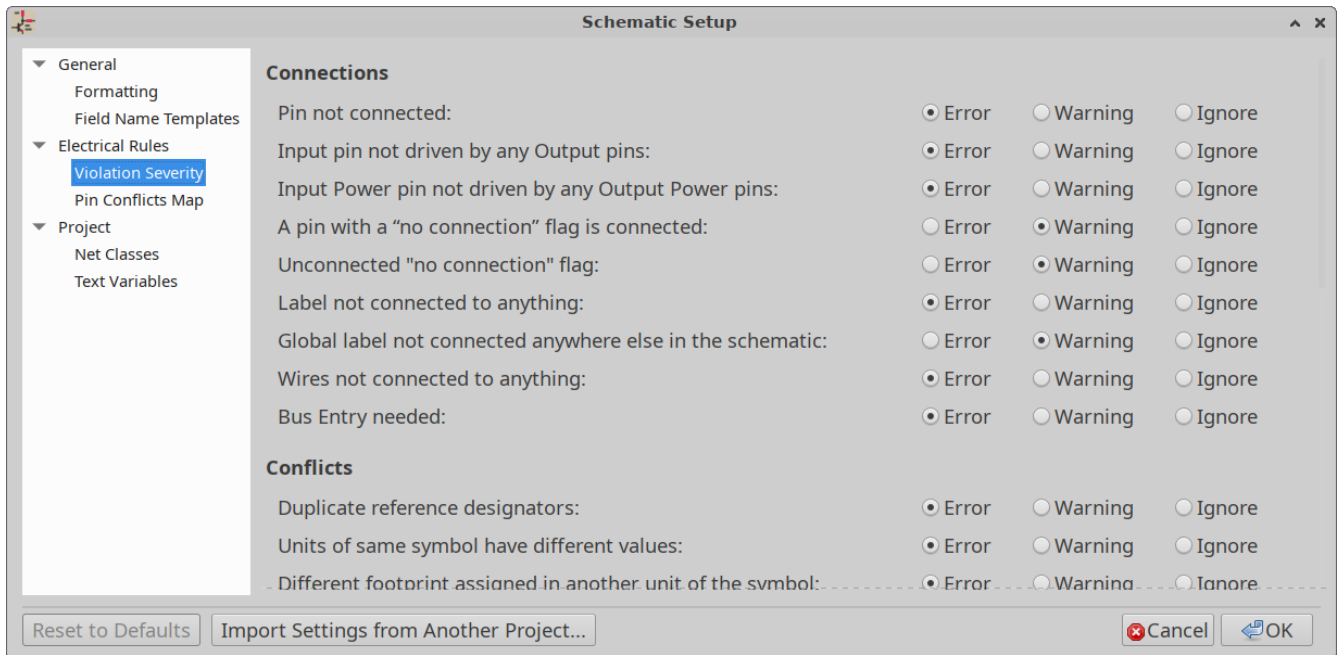 Schematic Setup
General
Formatting
Field Name Templates
Electrical Rules
Violation Severity
Pin Conflicts Map
Project
Net Classes
Text Variables
Connections
Pin not connected: Error Warning Ignore
Input pin not driven by any Output pins: Error Warning Ignore
Input Power pin not driven by any Output Power pins: Error Warning Ignore
A pin with a “no connection” flag is connected: Error Warning Ignore
Unconnected "no connection" flag: Error Warning Ignore
Label not connected to anything: Error Warning Ignore
Global label not connected anywhere else in the schematic: Error Warning Ignore
Wires not connected to anything: Error Warning Ignore
Bus Entry needed: Error Warning Ignore
Conflicts
Duplicate reference designators: Error Warning Ignore
Units of same symbol have different values: Error Warning Ignore
Different footprint assigned in another unit of the symbol: Error Warning Ignore
Reset to Defaults Import Settings from Another Project... Cancel OK